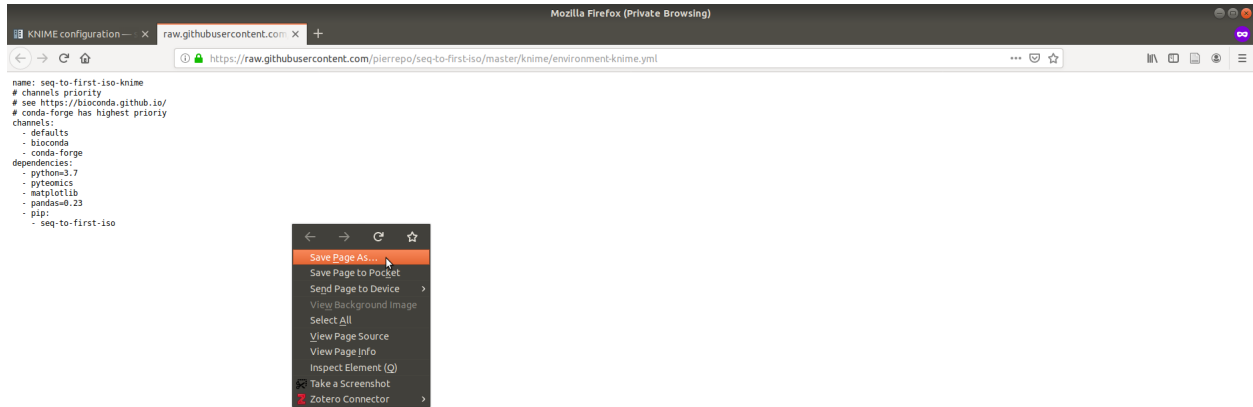 Mozilla Firefox (Private Browsing)
KNIME configuration — s
raw.githubusercontent.com
https://raw.githubusercontent.com/pierrepo/seq-to-first-iso/master/knime/environment-knime.yml
name: seq-to-first-iso-knime
# channels priority
# see https://bioconda.github.io/
# conda-forge has highest prioriy
channels:
  - defaults
  - bioconda
  - conda-forge
dependencies:
  - python=3.7
  - pyteomics
  - matplotlib
  - pandas=0.23
  - pip:
    - seq-to-first-iso
Save Page As...
Save Page to Pocket
Send Page to Device
View Background Image
Select All
View Page Source
View Page Info
Inspect Element (Q)
Take a Screenshot
Zotero Connector